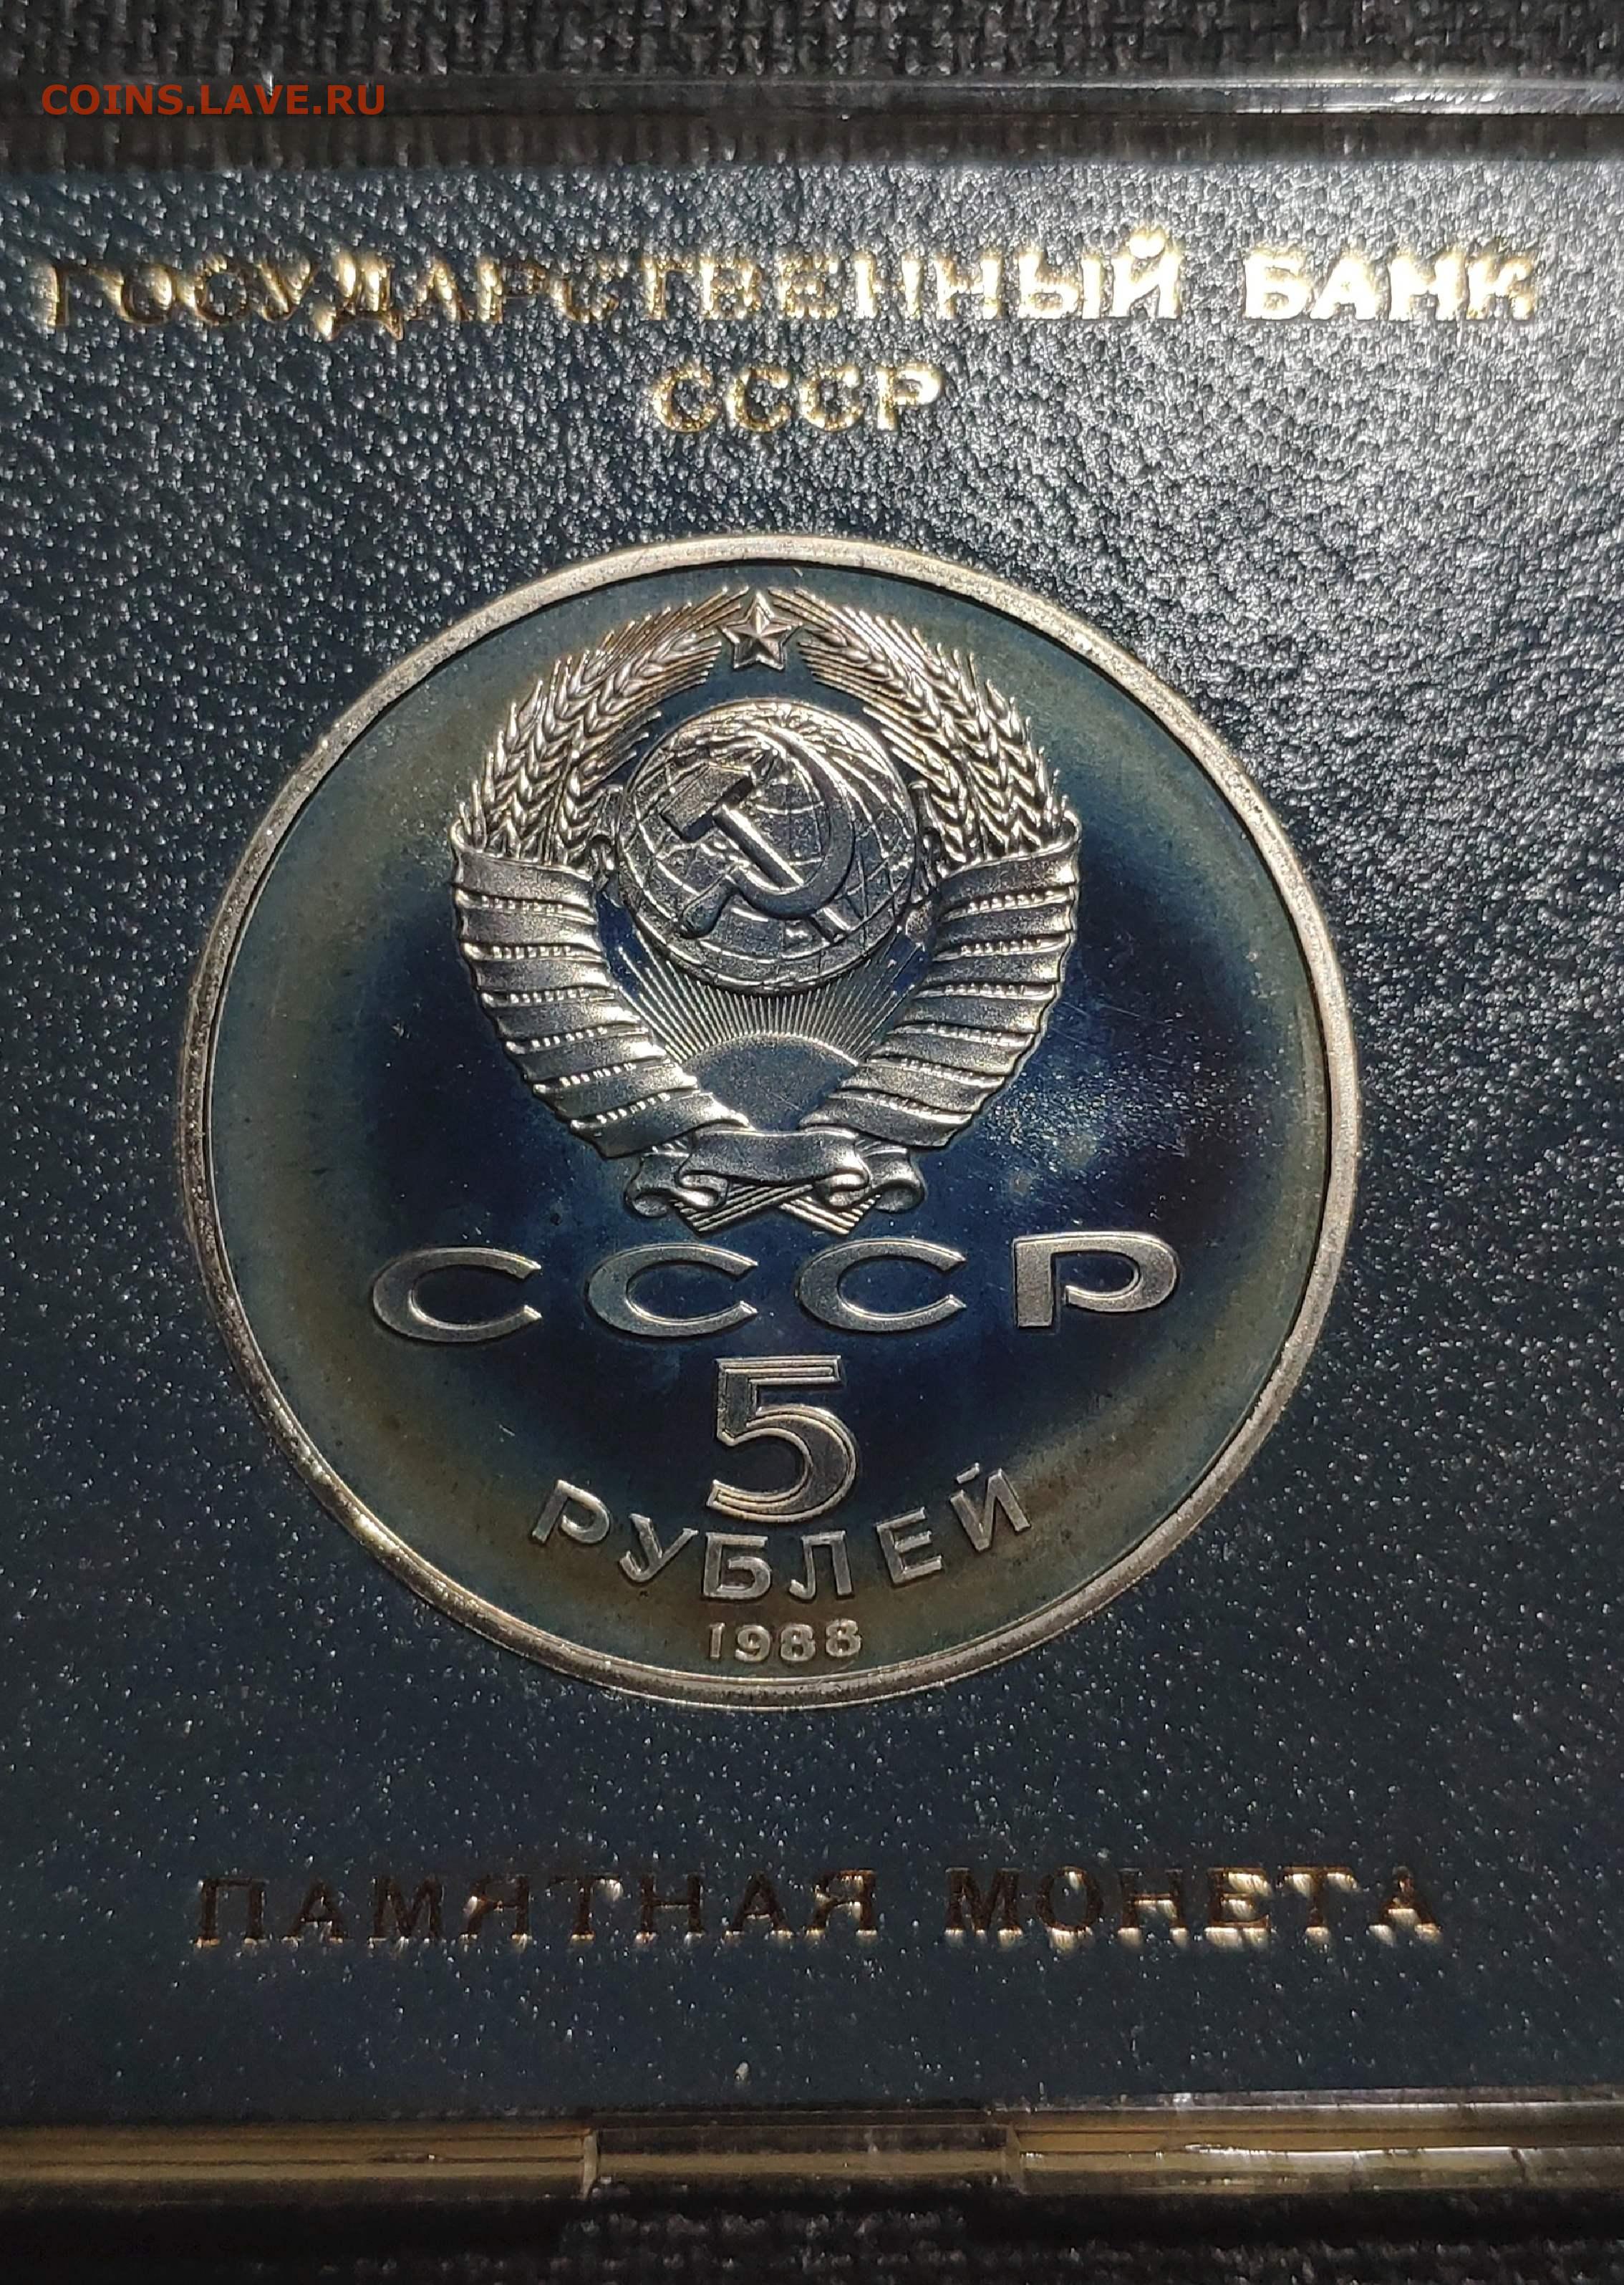 COINS.LAVE.RU
ГОСУДАРСТВЕННЫЙ БАНК
СССР
СССР
5
РУБЛЕЙ
1988
ПАМЯТНАЯ МОНЕТА